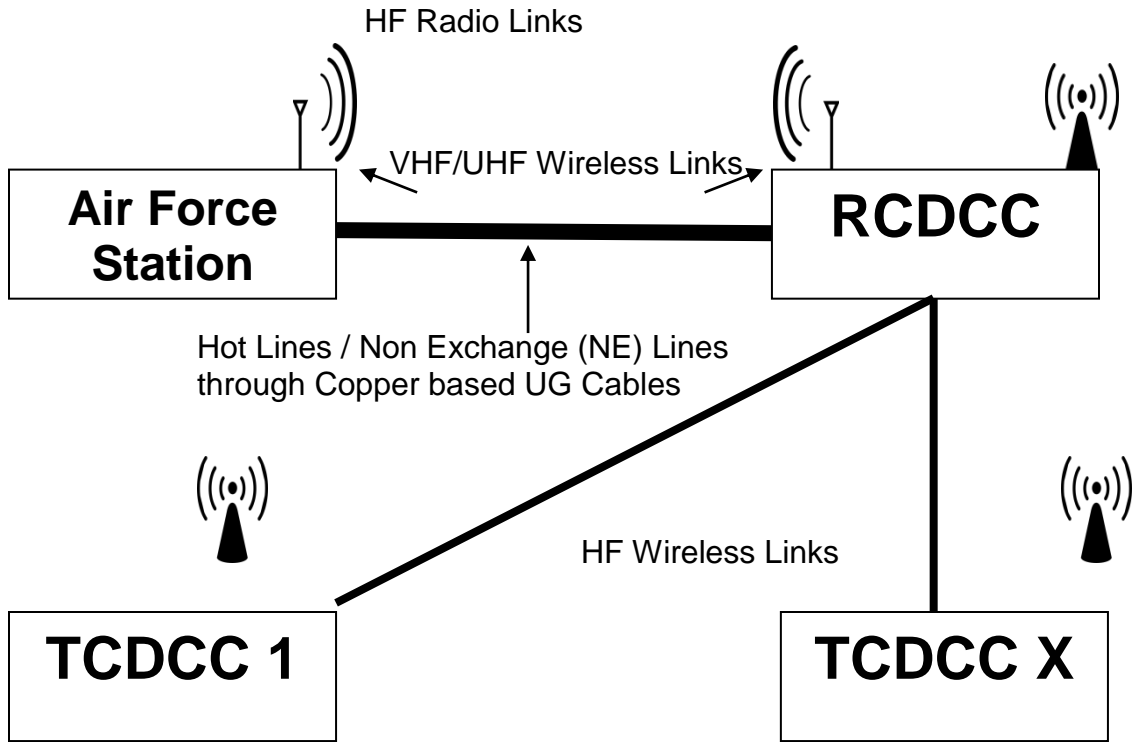 HF Radio Links
VHF/UHF Wireless Links
Air Force
Station
RCDCC
Hot Lines / Non Exchange (NE) Lines
through Copper based UG Cables
HF Wireless Links
TCDCC 1
TCDCC X